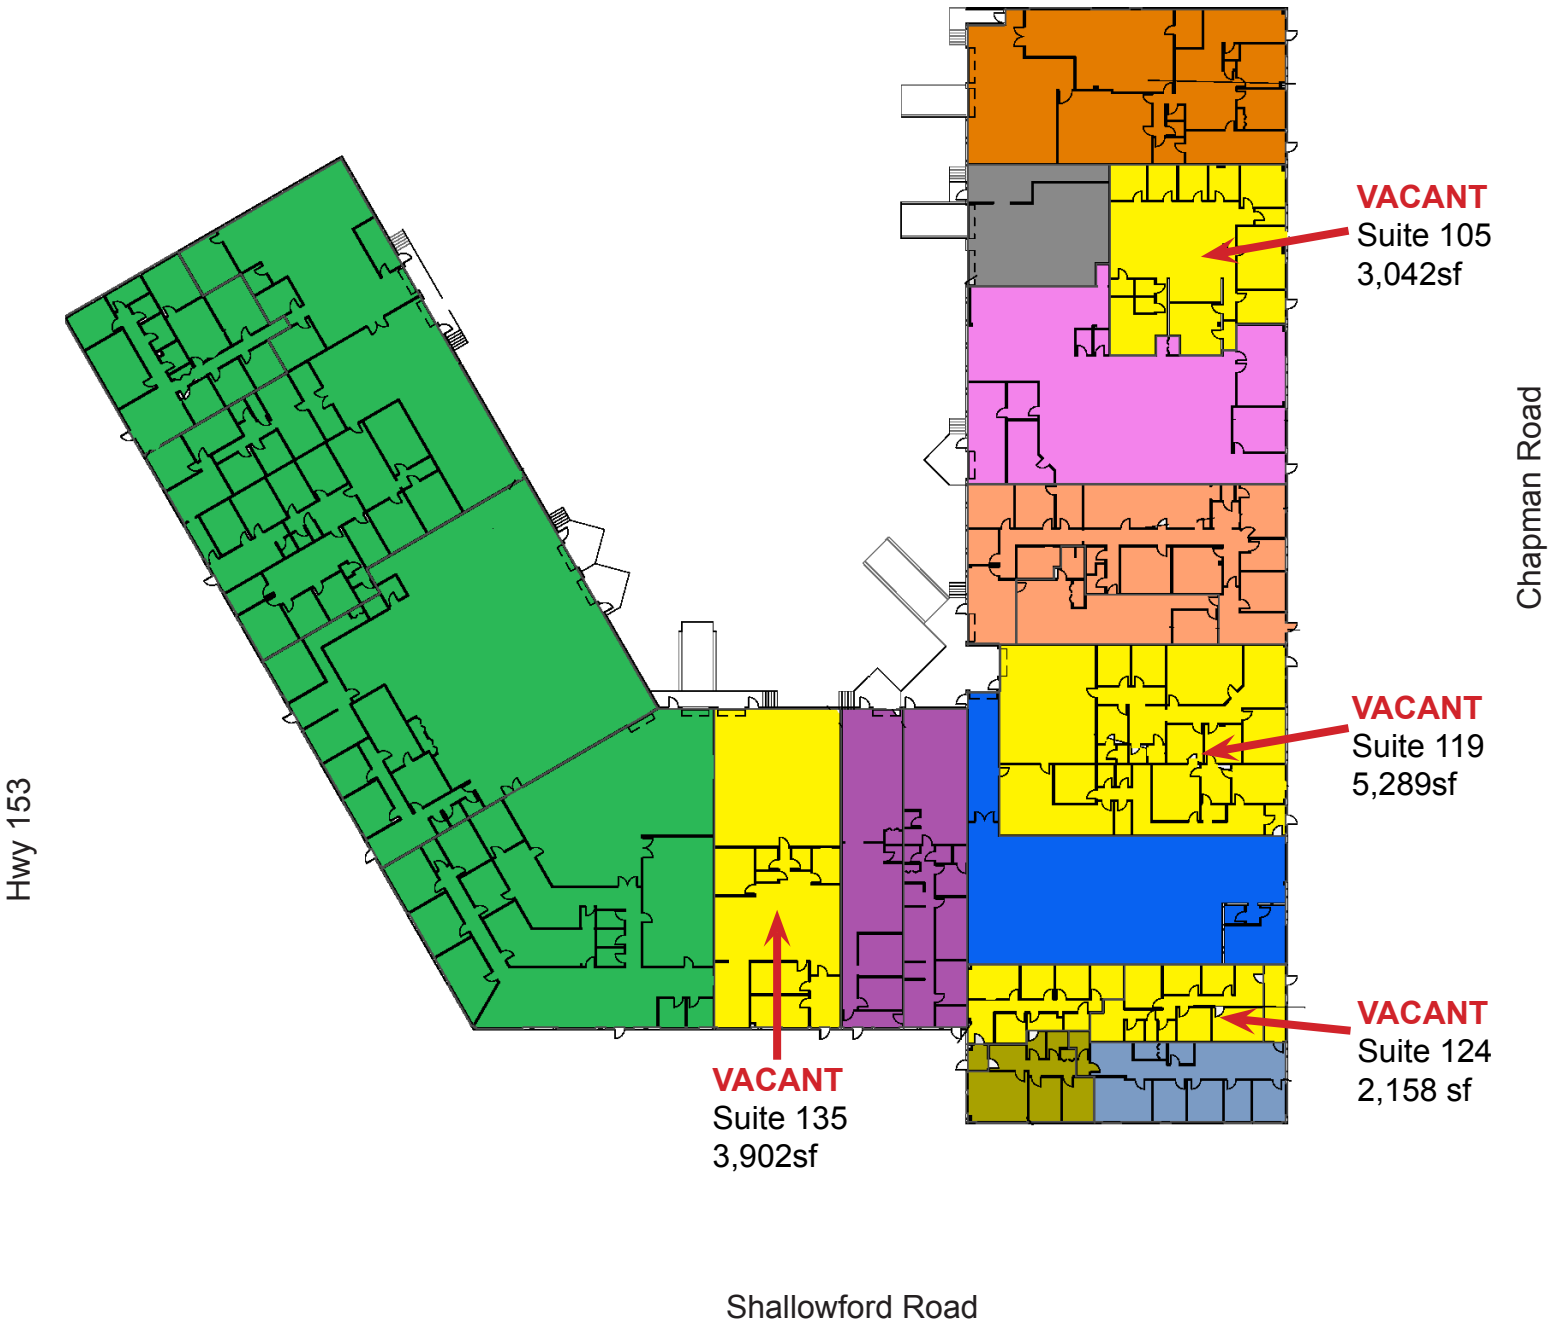 VACANT
Suite 105
3,042sf
Chapman Road
VACANT
Suite 119
5,289sf
Hwy 153
VACANT
Suite 124
2,158 sf
VACANT
Suite 135
3,902sf
Shallowford Road